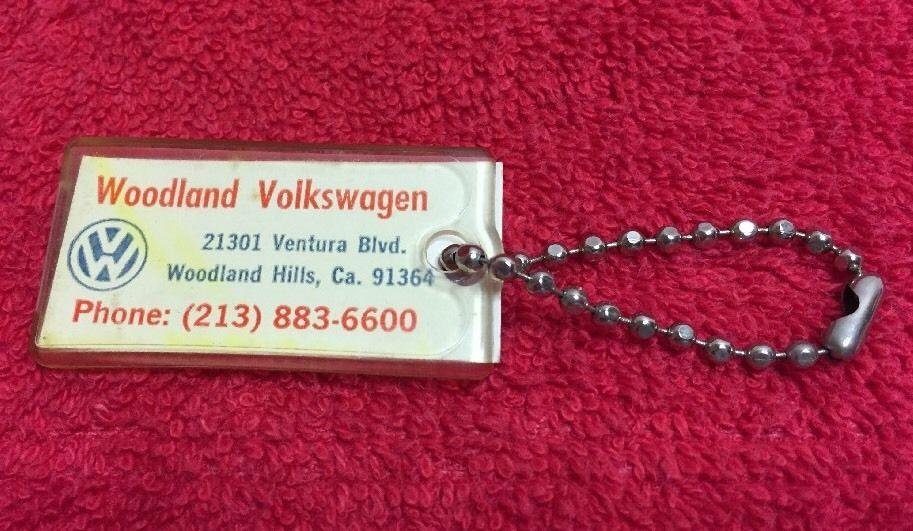 Woodland Volkswagen
21301 Ventura Blvd.
Woodland Hills, Ca. 91364
Phone: (213) 883-6600